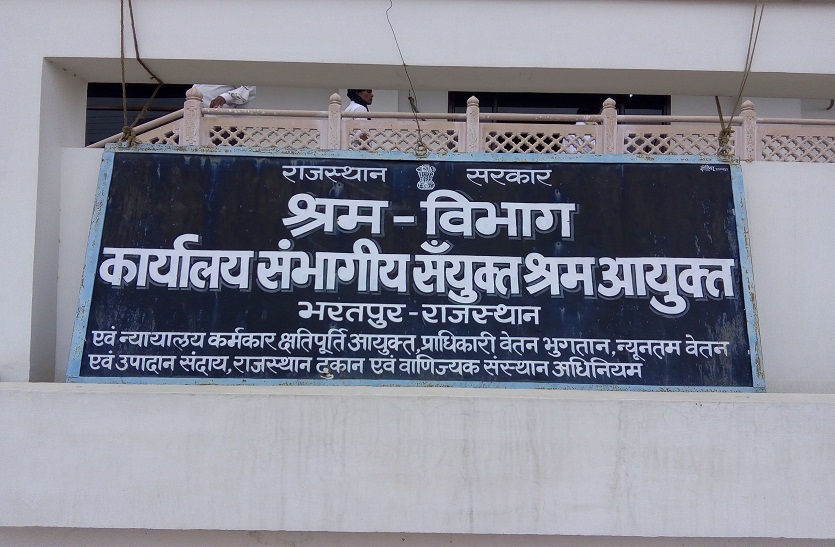 राजस्थान सरकार
श्रम - विभाग
कार्यालय संभागीय सँयुक्त श्रम आयुक्त
भरतपुर - राजस्थान
एवं न्यायालय कर्मकार क्षतिपूर्ति आयुक्त, प्राधिकारी वेतन भुगतान, न्यूनतम वेतन
एवं उपादान संदाय, राजस्थान दुकान एवं वाणिज्यक संस्थान अधिनियम